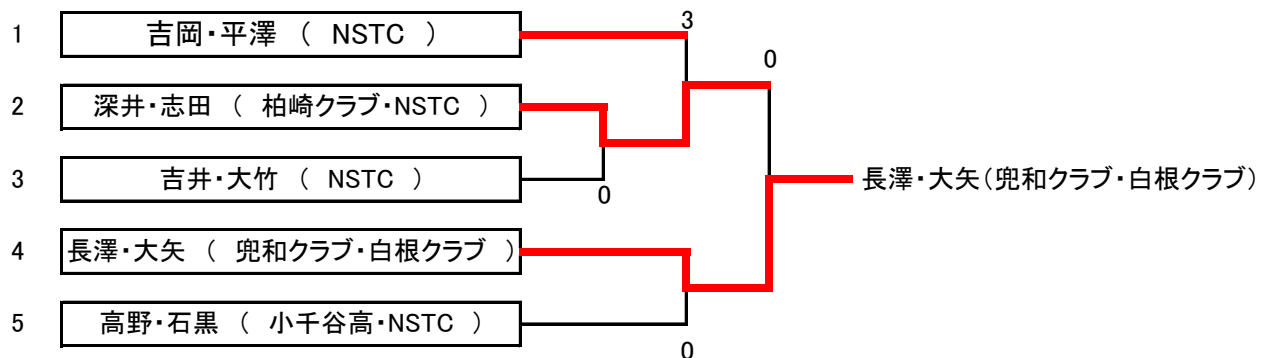 1 吉岡・平澤 （ NSTC ） 3
0
2 深井・志田 （ 柏崎クラブ・NSTC ）
3 吉井・大竹 （ NSTC ） 0
長澤・大矢（兜和クラブ・白根クラブ）
4 長澤・大矢 （ 兜和クラブ・白根クラブ ）
5 高野・石黒 （ 小千谷高・NSTC ）
0